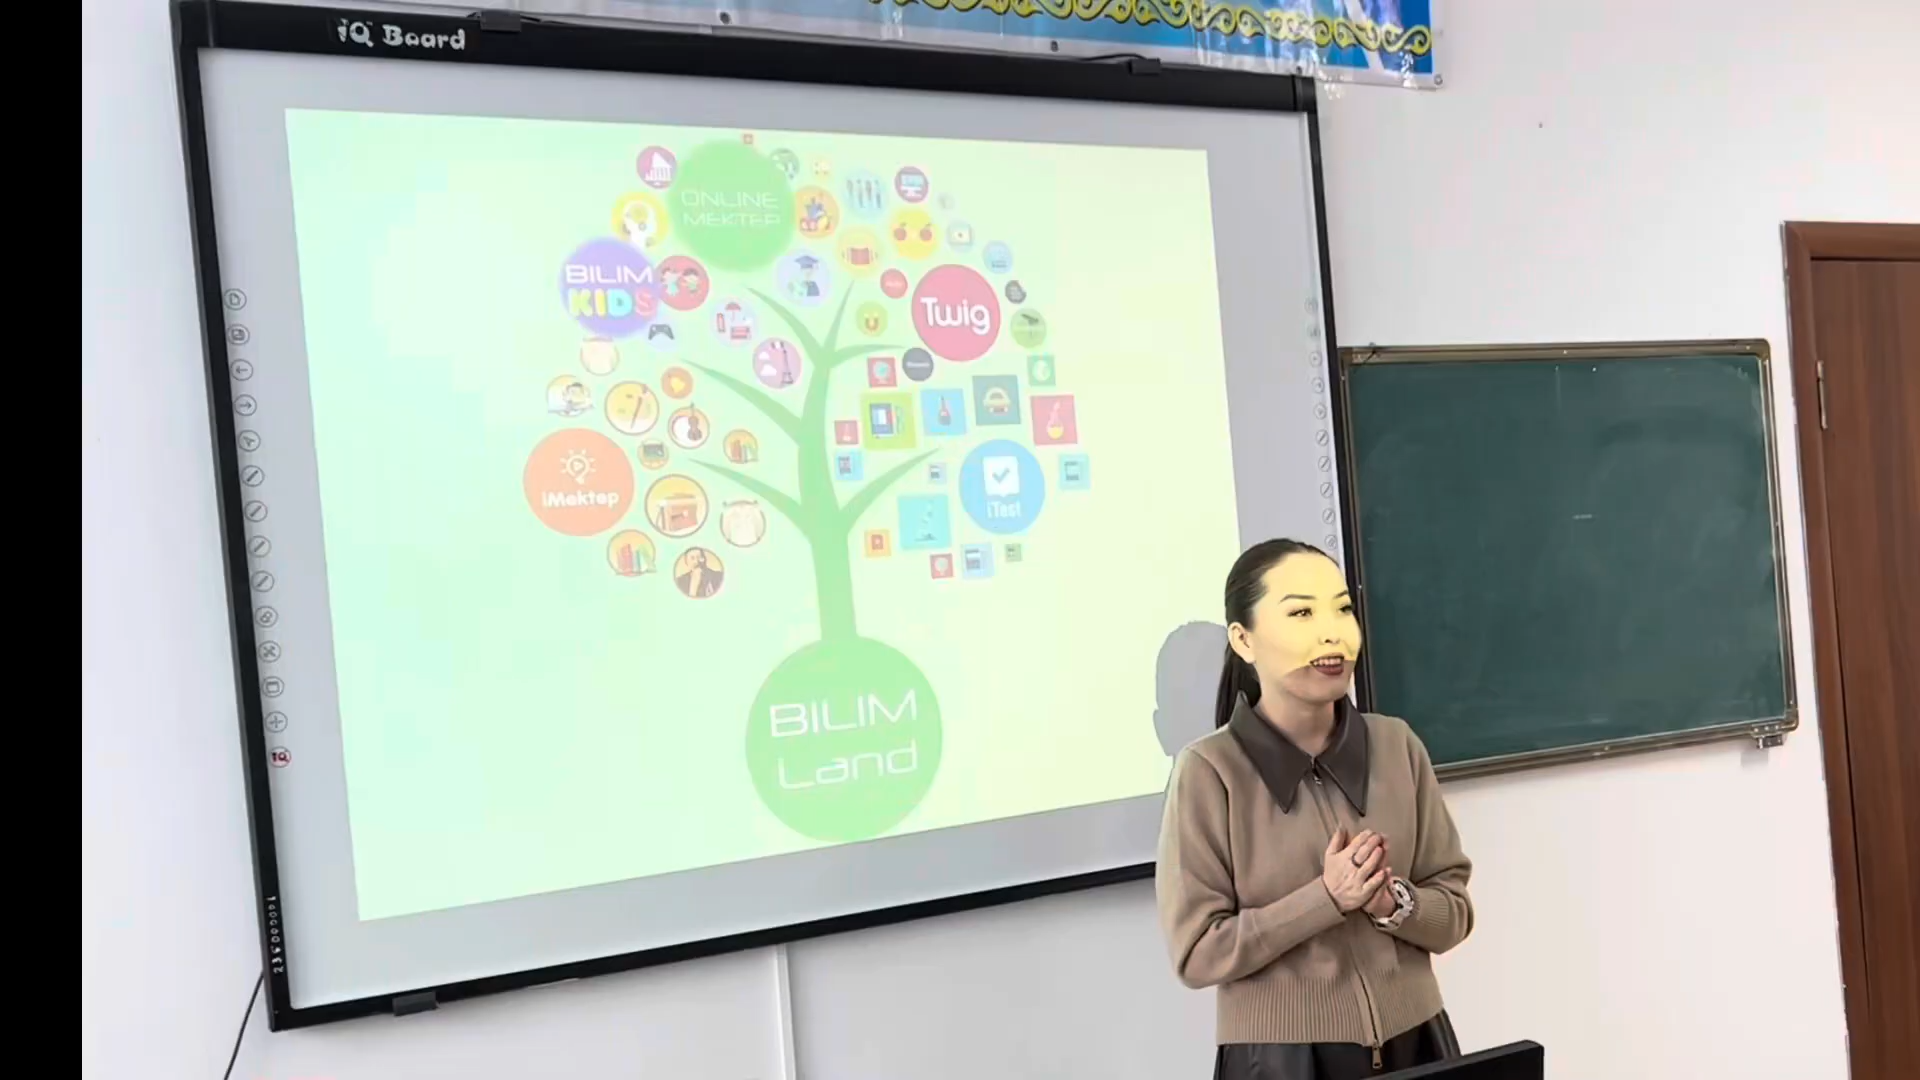 iQ Board
ONLINE
MEKTEP
BILIM
KIDS
Twig
iMektep
iTest
BILIM
Land